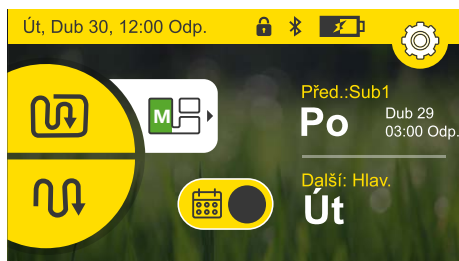 Út, Dub 30, 12:00 Odp.
M
Před.:Sub1
Po
Dub 29
03:00 Odp.
Další: Hlav.
Út